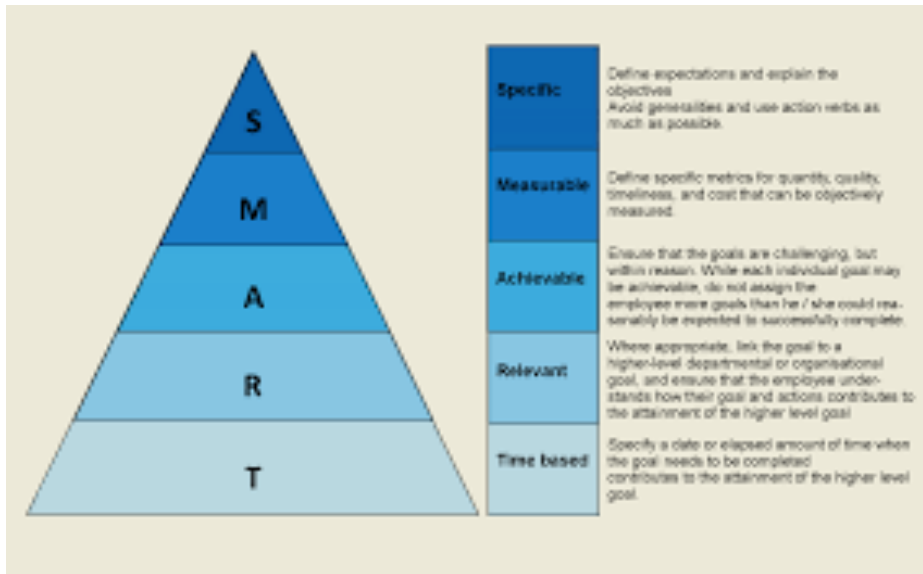 S
M
A
R
T
Specific
Define expectations and explain the
objectives
Avoid generalities and use action verbs as
much as possible.
Measurable
Define specific metrics for quantity, quality,
timeliness, and cost that can be objectively
measured.
Achievable
Ensure that the goals are challenging, but
within reason. While each individual goal may
be achievable, do not assign the
employee more goals than he / she could rea-
sonably be expected to successfully complete.
Relevant
Where appropriate, link the goal to a
higher-level departmental or organisational
goal, and ensure that the employee under-
stands how their goal and actions contributes to
the attainment of the higher level goal
Time based
Specify a date or elapsed amount of time when
the goal needs to be completed
contributes to the attainment of the higher level
goal.